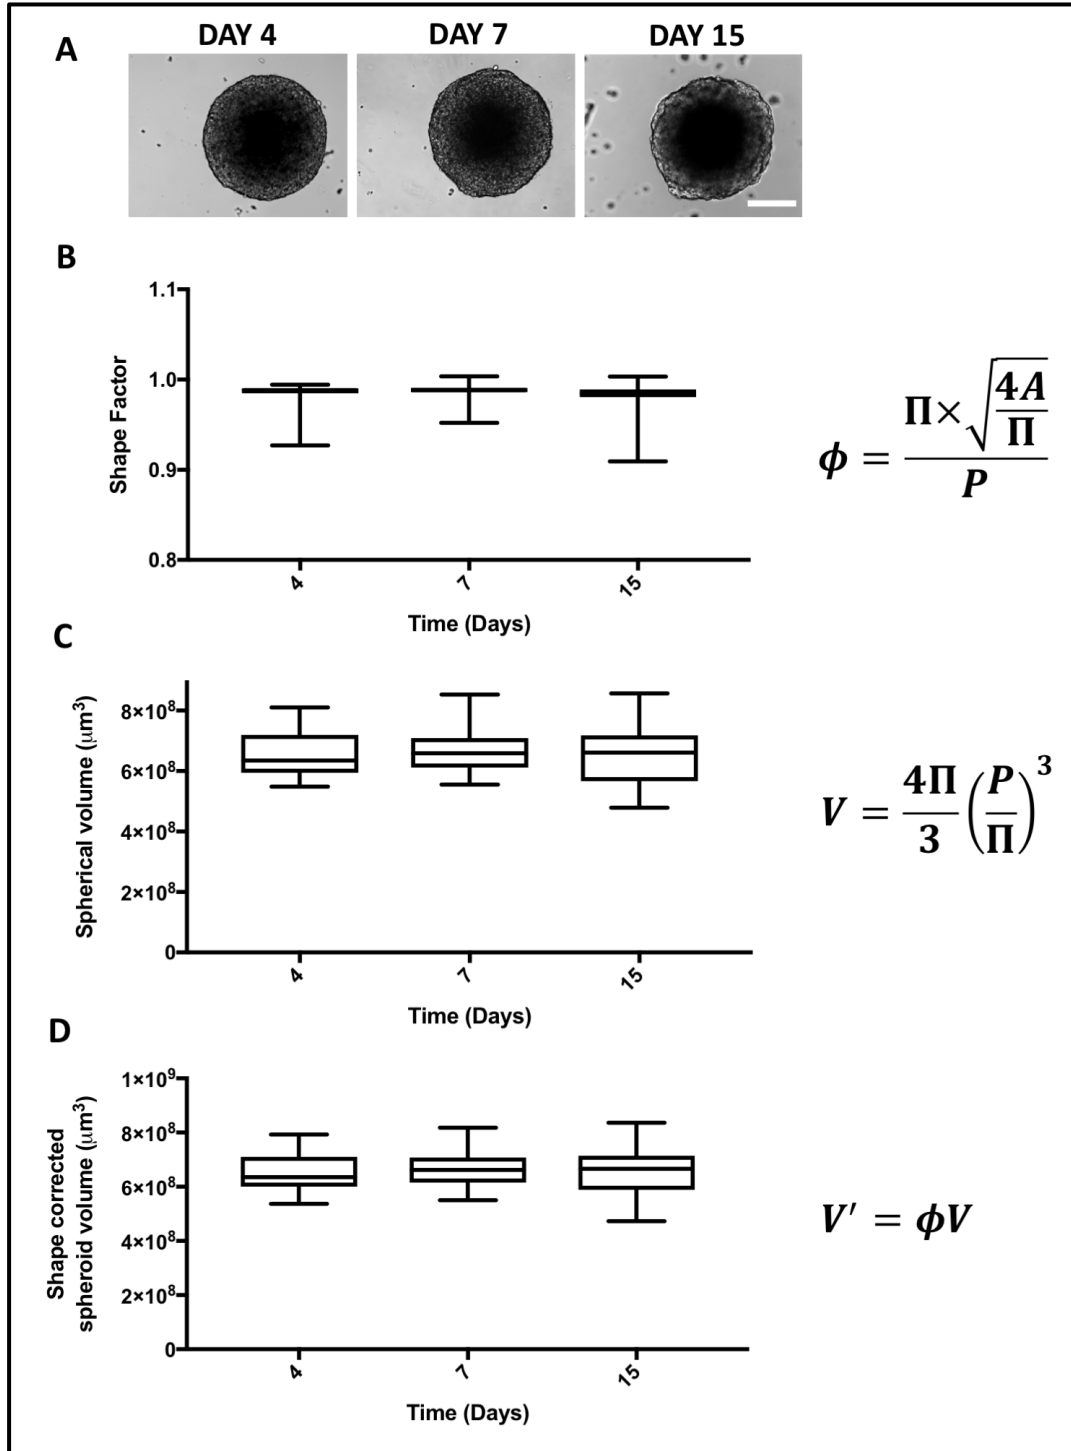 A
DAY 4
DAY 7
DAY 15
B
1.1
1.0
0.9
0.8
Shape Factor
4
7
15
Time (Days)
ϕ = Π×√(4A/Π) / P
C
8×10⁸
6×10⁸
4×10⁸
2×10⁸
0
Spherical volume (μm³)
4
7
15
Time (Days)
V = 4Π/3 (P/Π)³
D
1×10⁹
8×10⁸
6×10⁸
4×10⁸
2×10⁸
0
Shape corrected
spheroid volume (μm³)
4
7
15
Time (Days)
V′ = ϕV